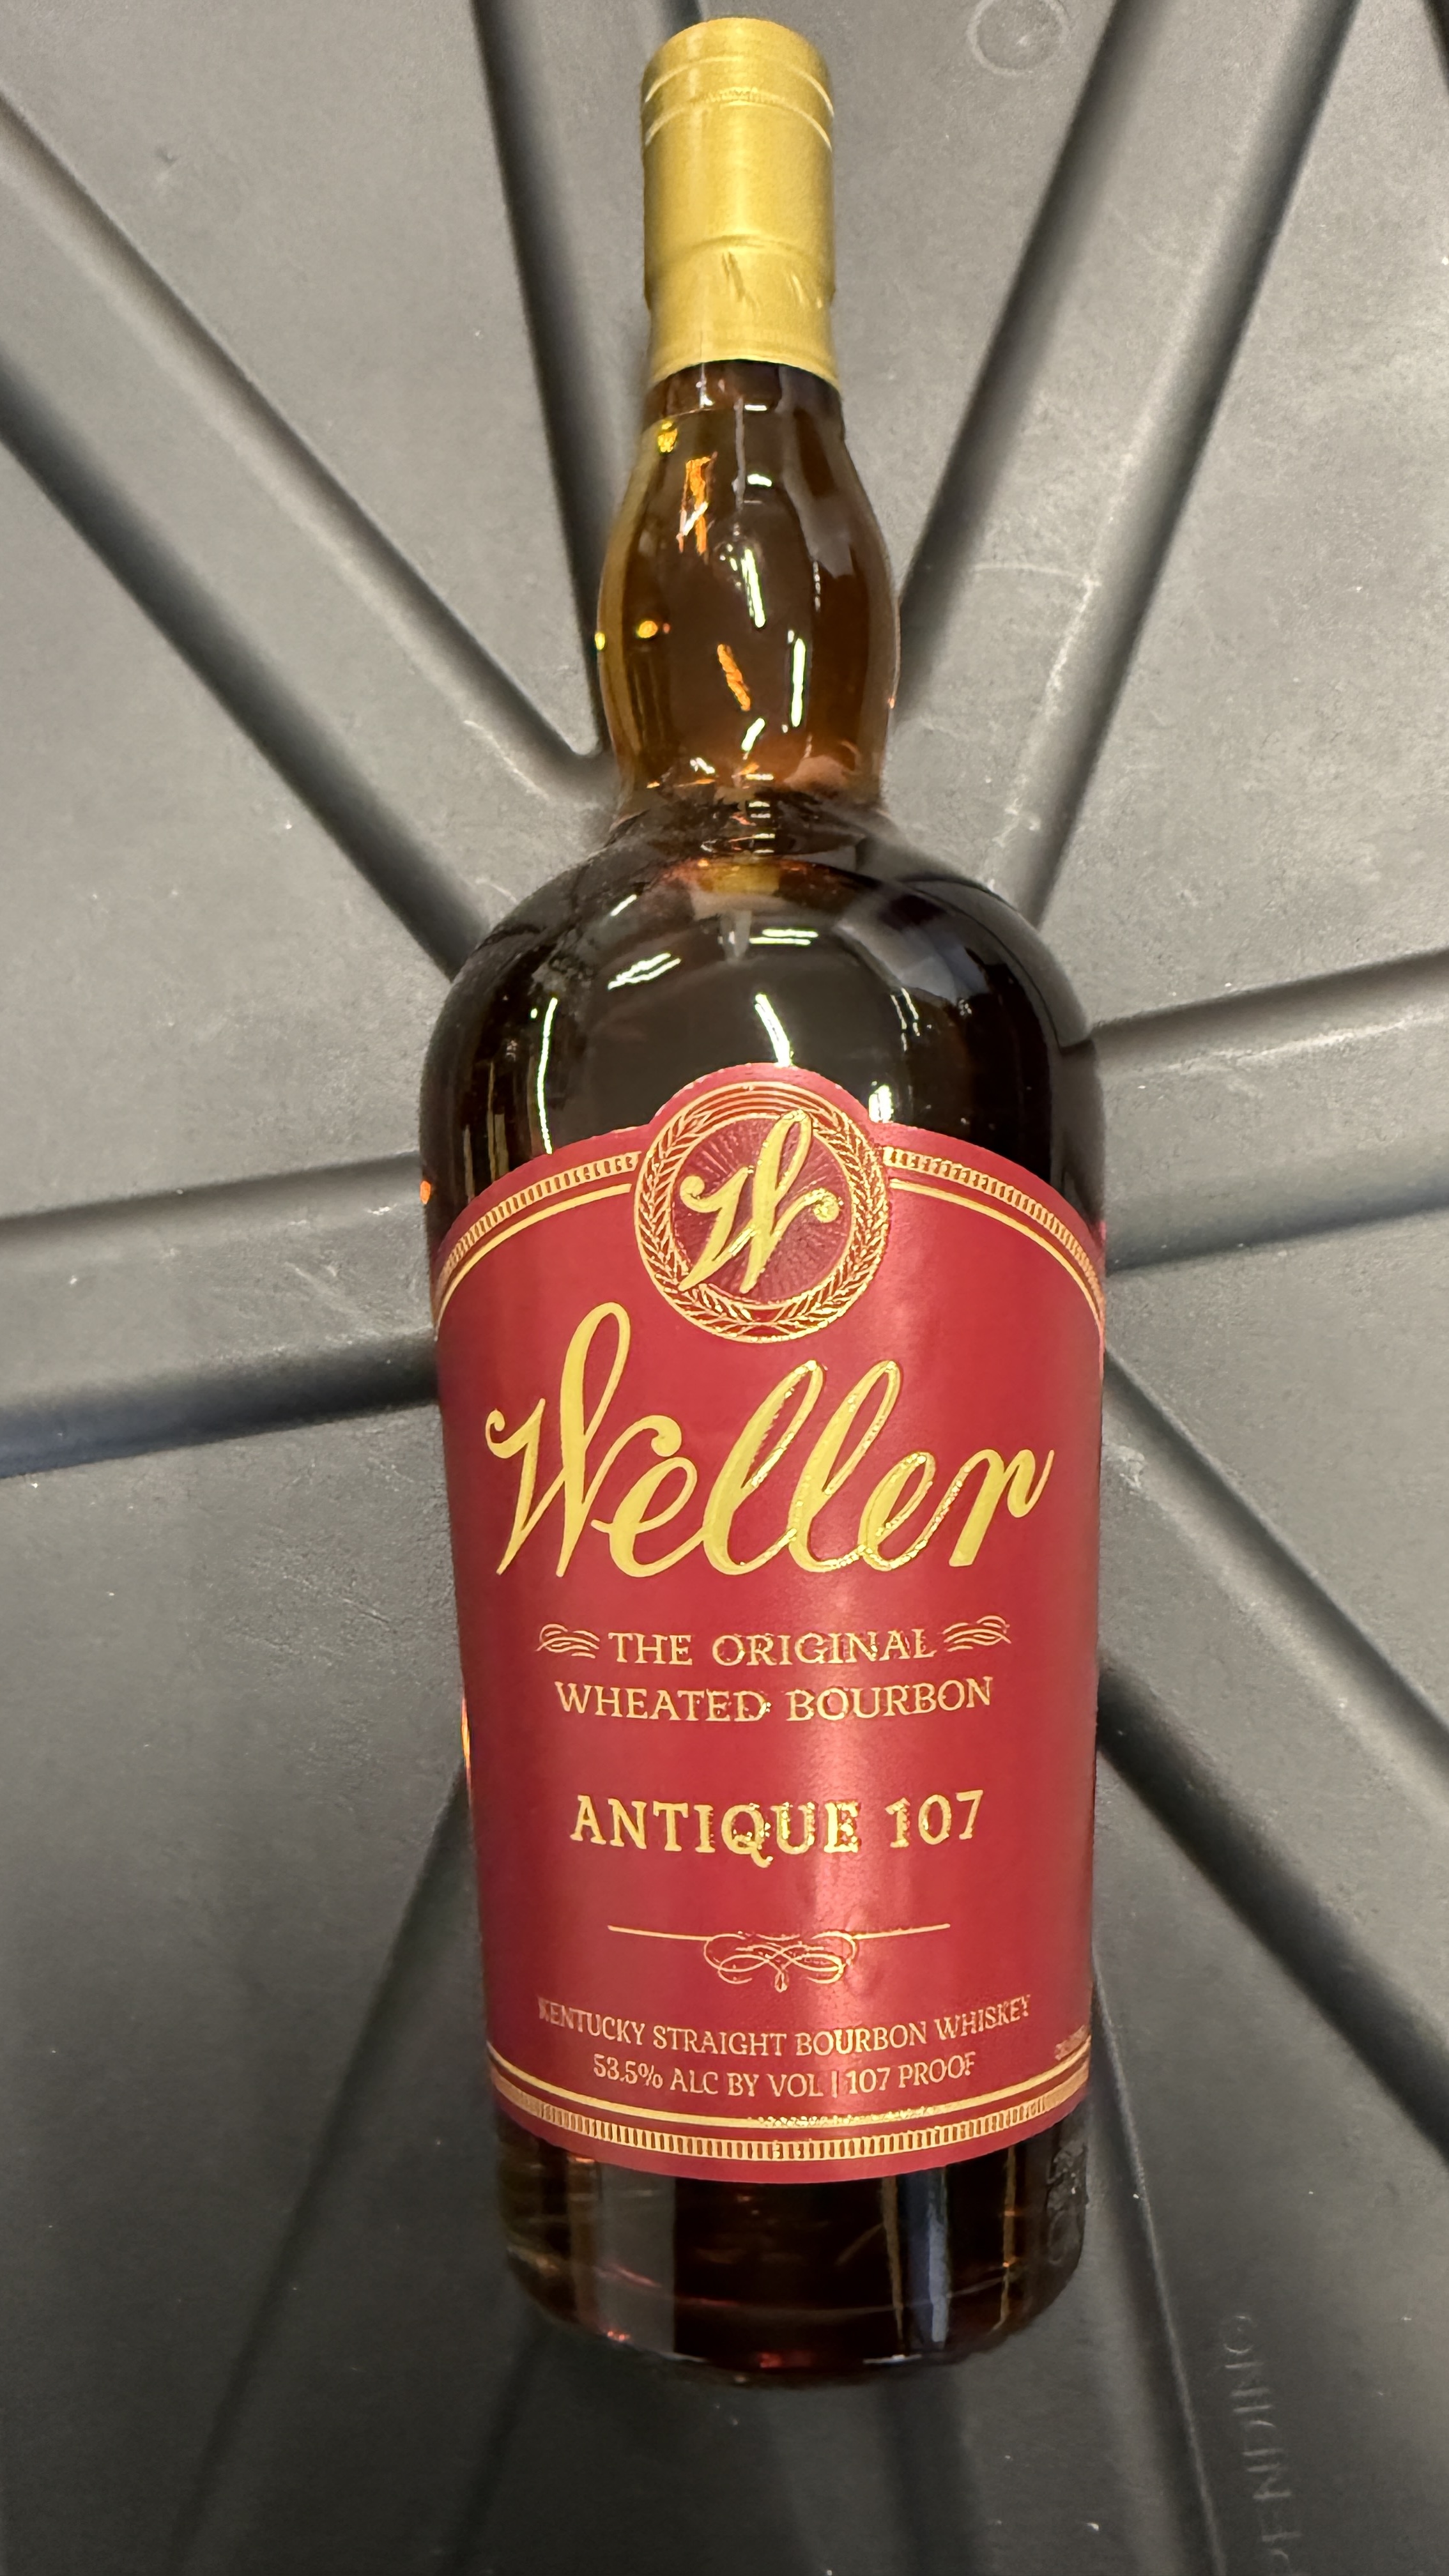 W
Weller
THE ORIGINAL
WHEATED BOURBON
ANTIQUE 107
KENTUCKY STRAIGHT BOURBON WHISKEY
53.5% ALC BY VOL | 107 PROOF